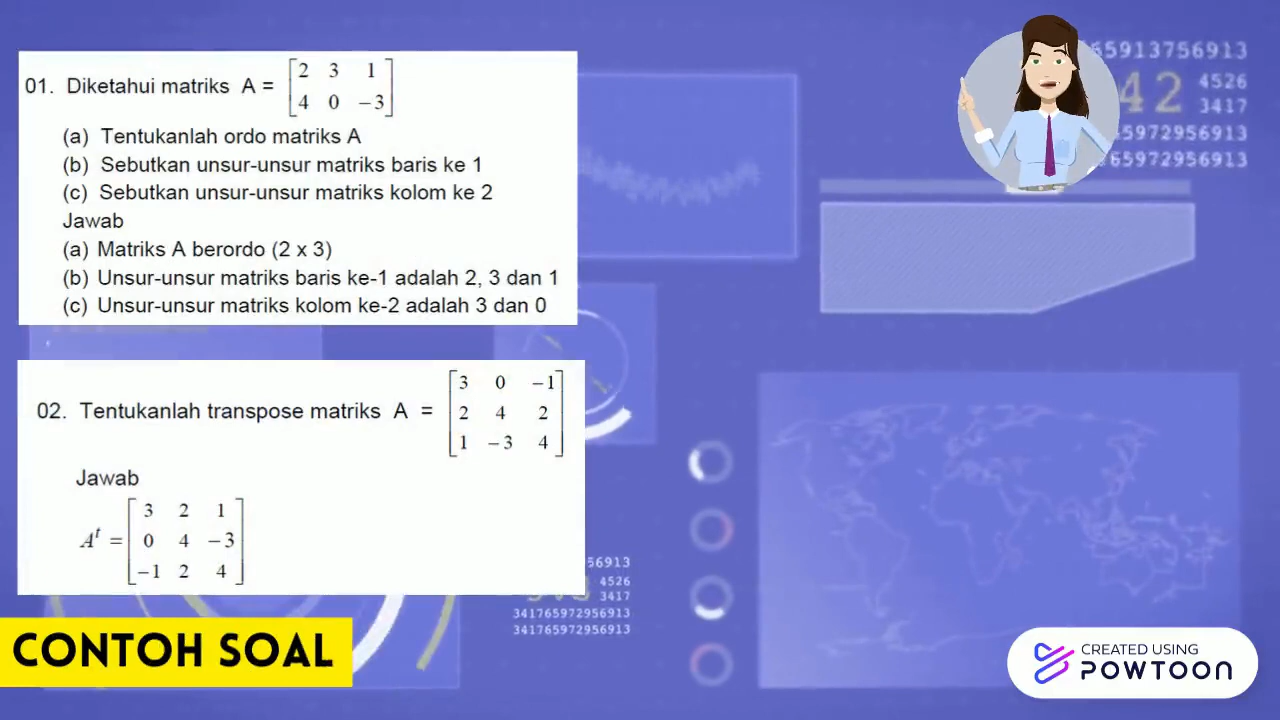 01. Diketahui matriks A = [2 3 1
4 0 −3]
(a) Tentukanlah ordo matriks A
(b) Sebutkan unsur-unsur matriks baris ke 1
(c) Sebutkan unsur-unsur matriks kolom ke 2
Jawab
(a) Matriks A berordo (2 x 3)
(b) Unsur-unsur matriks baris ke-1 adalah 2, 3 dan 1
(c) Unsur-unsur matriks kolom ke-2 adalah 3 dan 0
02. Tentukanlah transpose matriks A = [3 0 −1
2 4 2
1 −3 4]
Jawab
Aᵗ = [3 2 1
0 4 −3
−1 2 4]
CONTOH SOAL
65913756913
42
4526
3417
5972956913
765972956913
56913
4526
3417
341765972956913
341765972956913
CREATED USING
POWTOON